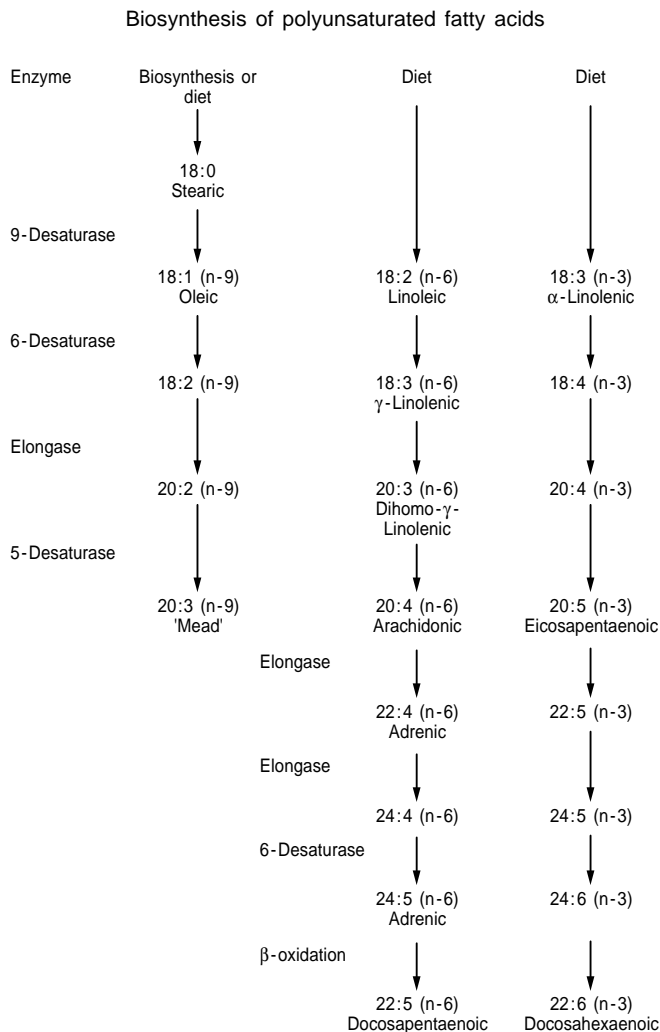 Biosynthesis of polyunsaturated fatty acids
Enzyme
Biosynthesis or
diet
Diet
Diet
18:0
Stearic
9-Desaturase
18:1 (n-9)
Oleic
18:2 (n-6)
Linoleic
18:3 (n-3)
α-Linolenic
6-Desaturase
18:2 (n-9)
18:3 (n-6)
γ-Linolenic
18:4 (n-3)
Elongase
20:2 (n-9)
20:3 (n-6)
Dihomo-γ-
Linolenic
20:4 (n-3)
5-Desaturase
20:3 (n-9)
'Mead'
20:4 (n-6)
Arachidonic
20:5 (n-3)
Eicosapentaenoic
Elongase
22:4 (n-6)
Adrenic
22:5 (n-3)
Elongase
24:4 (n-6)
24:5 (n-3)
6-Desaturase
24:5 (n-6)
Adrenic
24:6 (n-3)
β-oxidation
22:5 (n-6)
Docosapentaenoic
22:6 (n-3)
Docosahexaenoic